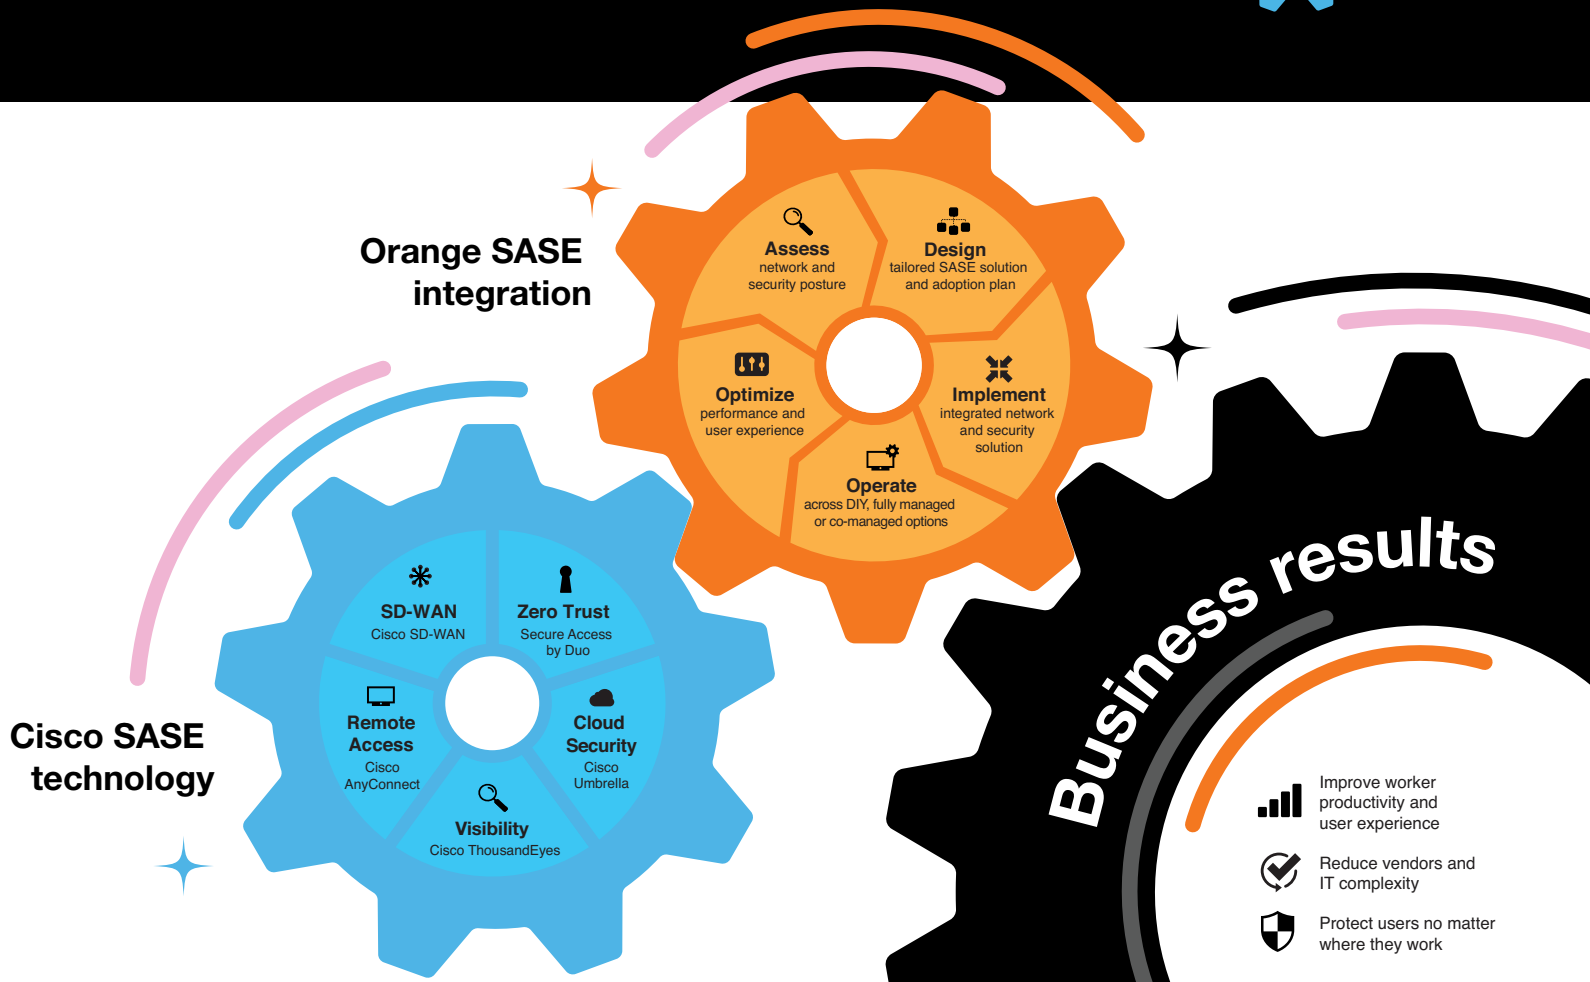 Orange SASE
integration
Assess
network and
security posture
Design
tailored SASE solution
and adoption plan
Implement
integrated network
and security
solution
Operate
across DIY, fully managed
or co-managed options
Optimize
performance and
user experience
Cisco SASE
technology
SD-WAN
Cisco SD-WAN
Zero Trust
Secure Access
by Duo
Cloud
Security
Cisco
Umbrella
Visibility
Cisco ThousandEyes
Remote
Access
Cisco
AnyConnect
Business results
Improve worker
productivity and
user experience
Reduce vendors and
IT complexity
Protect users no matter
where they work